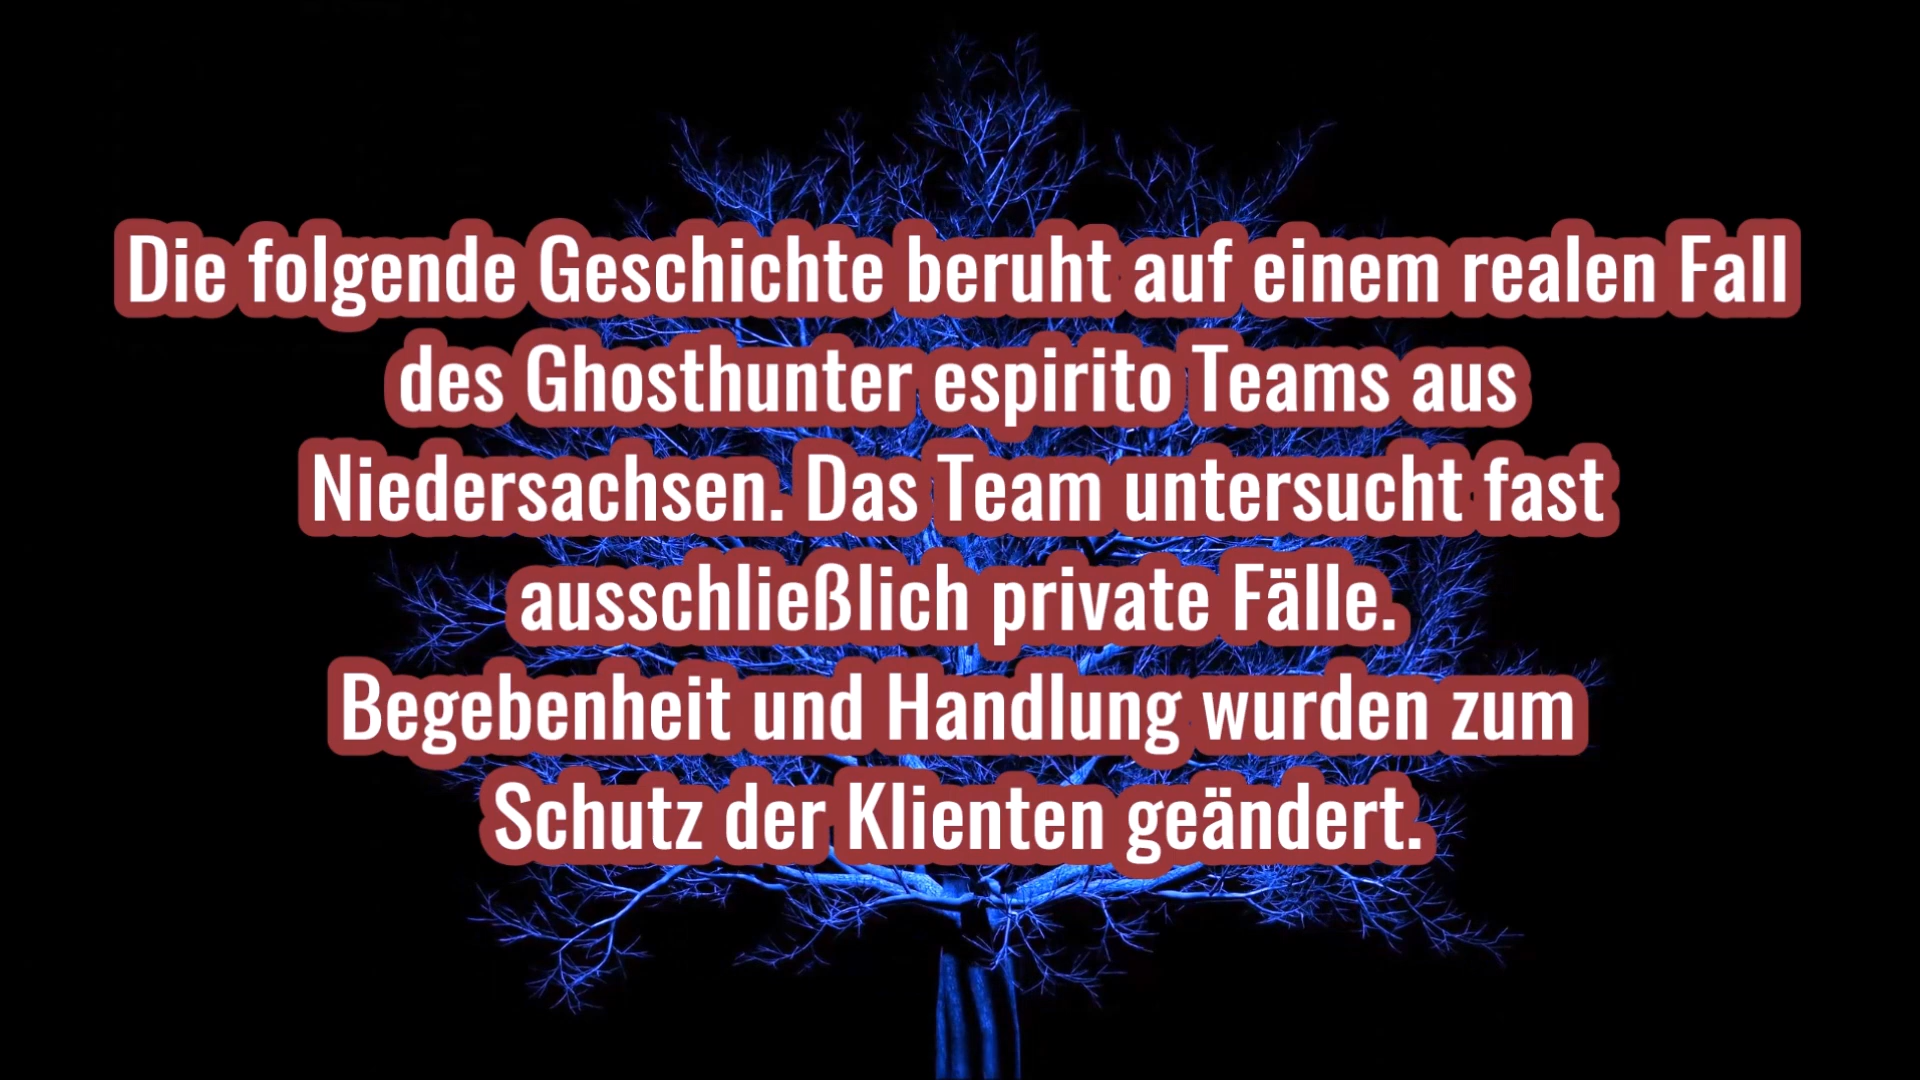 Die folgende Geschichte beruht auf einem realen Fall
des Ghosthunter espirito Teams aus
Niedersachsen. Das Team untersucht fast
ausschließlich private Fälle.
Begebenheit und Handlung wurden zum
Schutz der Klienten geändert.